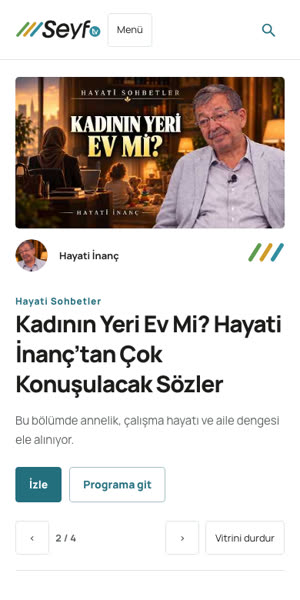 Seyf tv
Menü
HAYATİ SOHBETLER
KADININ YERİ
EV Mİ?
HAYATİ İNANÇ
Hayati İnanç
Hayati Sohbetler
Kadının Yeri Ev Mi? Hayati
İnanç’tan Çok
Konuşulacak Sözler
Bu bölümde annelik, çalışma hayatı ve aile dengesi
ele alınıyor.
İzle
Programa git
‹
2 / 4
›
Vitrini durdur